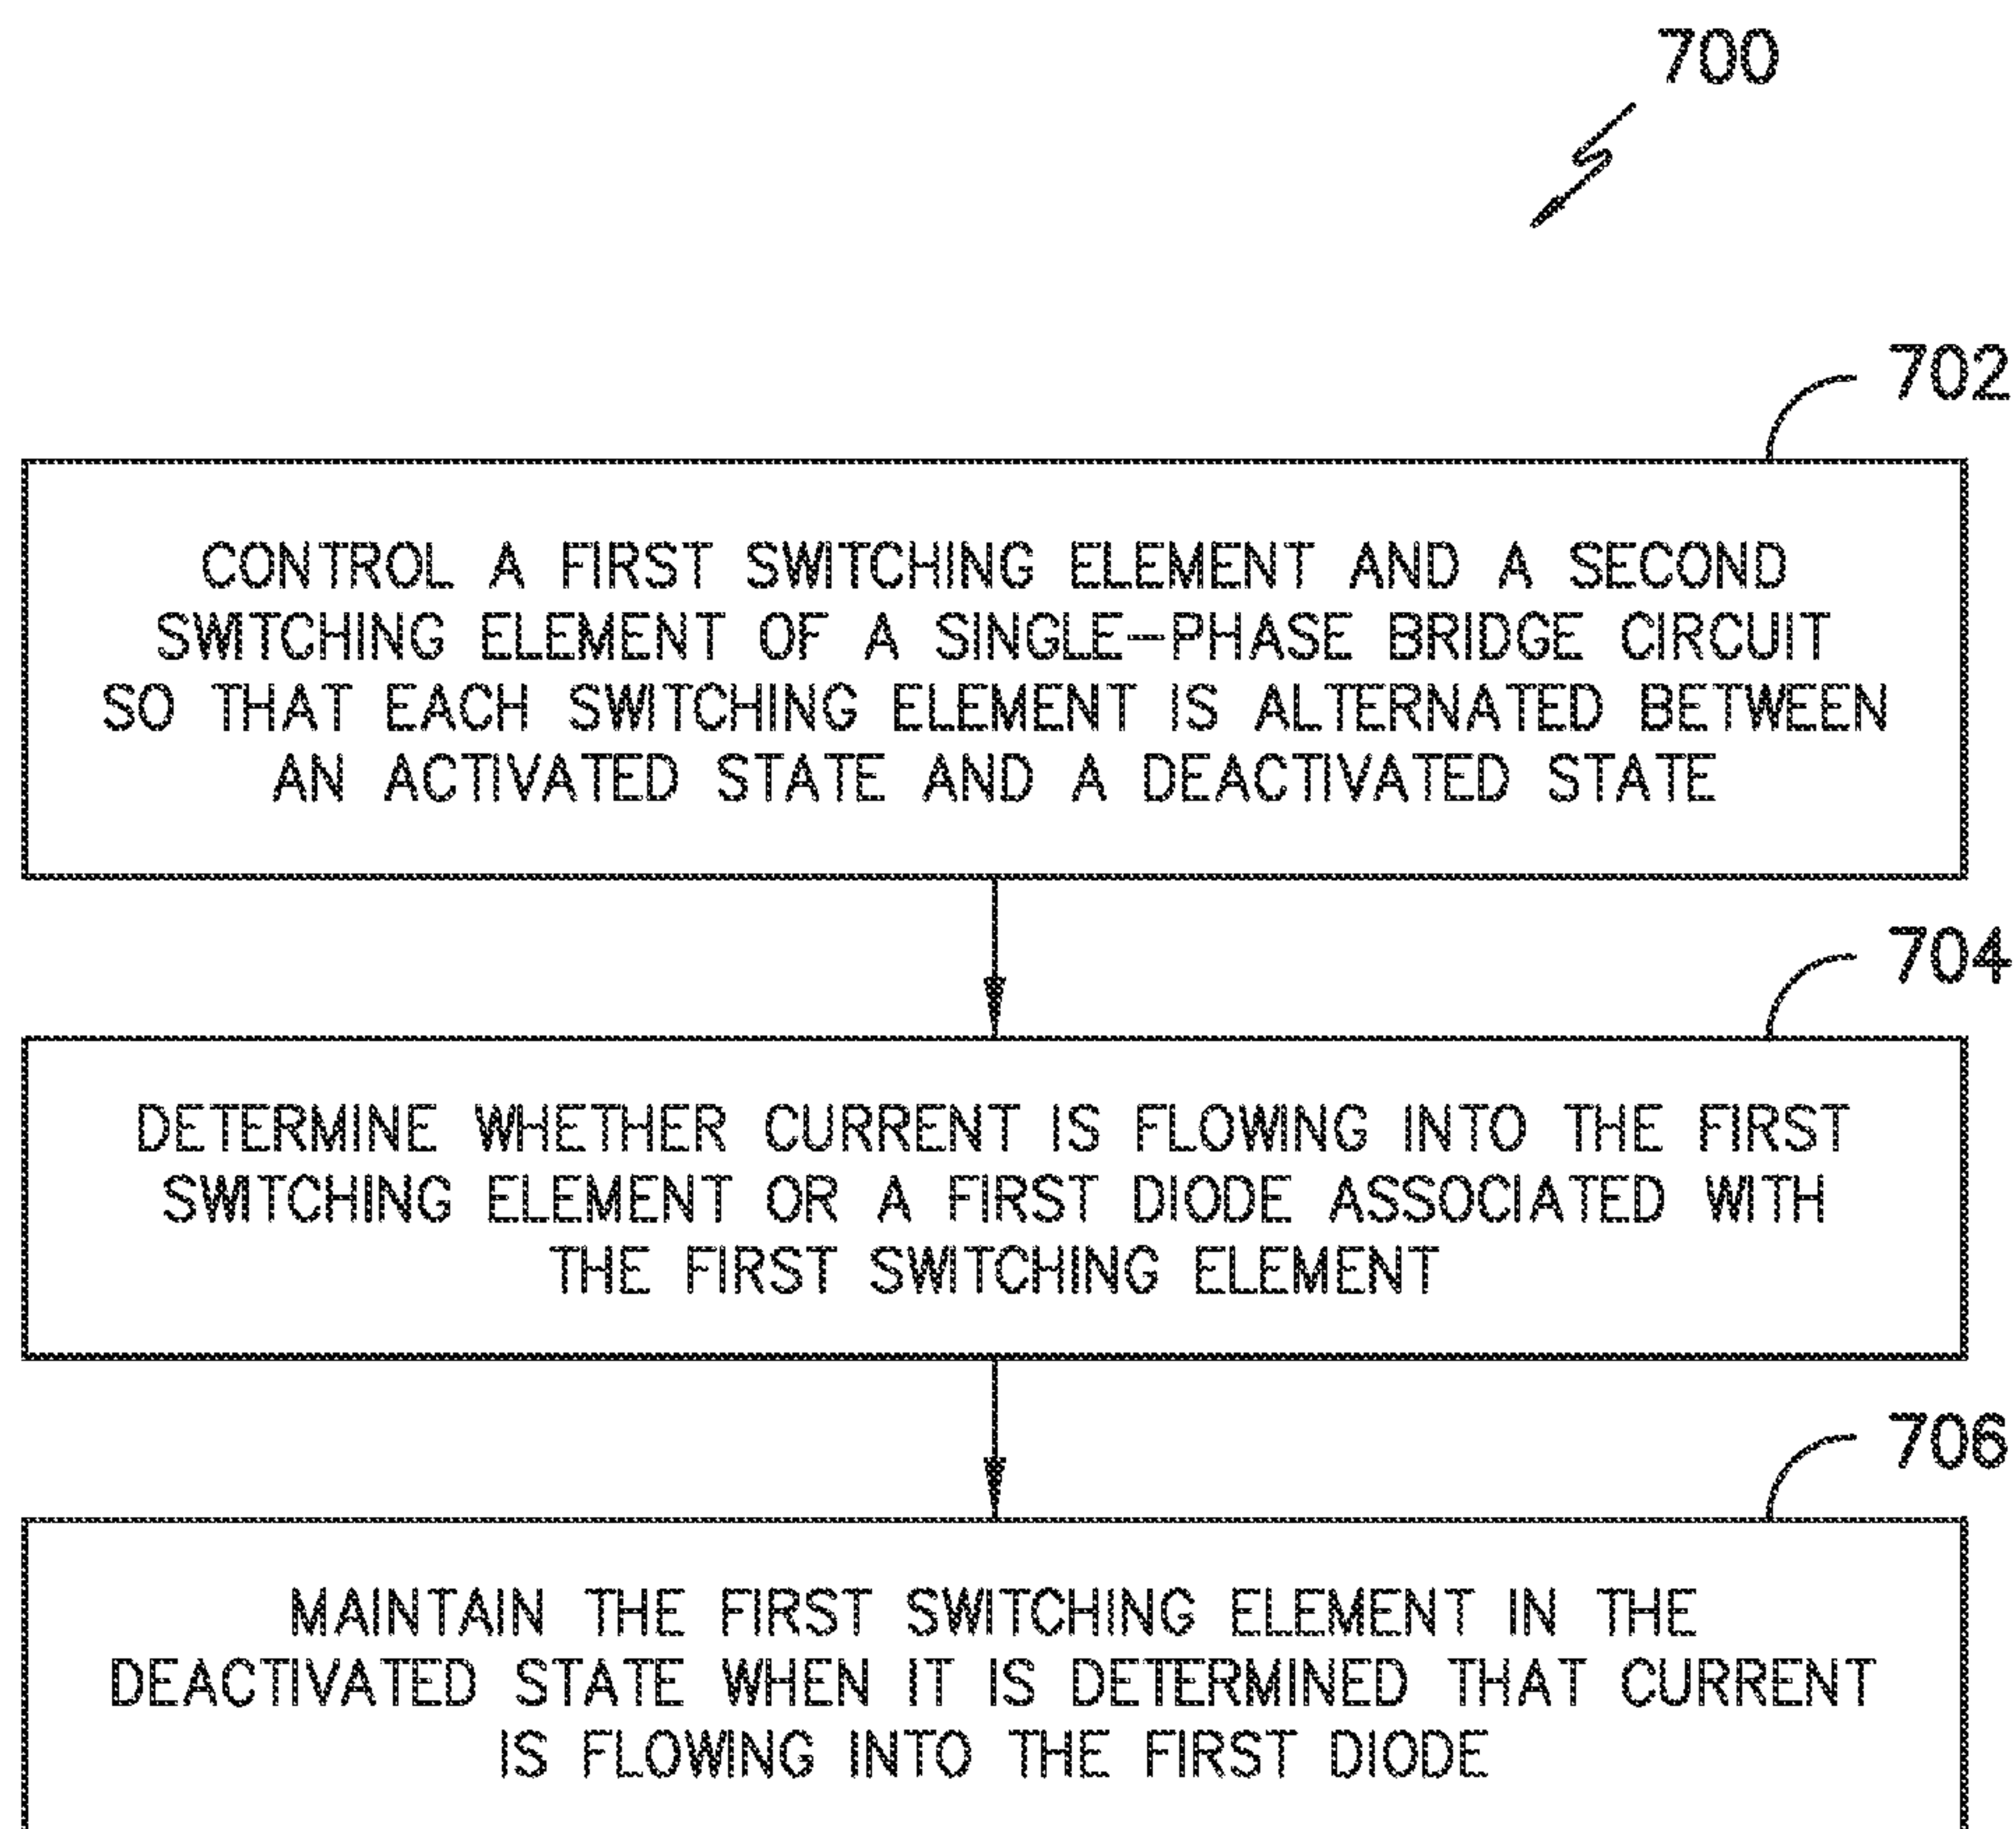 700
702
CONTROL A FIRST SWITCHING ELEMENT AND A SECOND
SWITCHING ELEMENT OF A SINGLE-PHASE BRIDGE CIRCUIT
SO THAT EACH SWITCHING ELEMENT IS ALTERNATED BETWEEN
AN ACTIVATED STATE AND A DEACTIVATED STATE
704
DETERMINE WHETHER CURRENT IS FLOWING INTO THE FIRST
SWITCHING ELEMENT OR A FIRST DIODE ASSOCIATED WITH
THE FIRST SWITCHING ELEMENT
706
MAINTAIN THE FIRST SWITCHING ELEMENT IN THE
DEACTIVATED STATE WHEN IT IS DETERMINED THAT CURRENT
IS FLOWING INTO THE FIRST DIODE